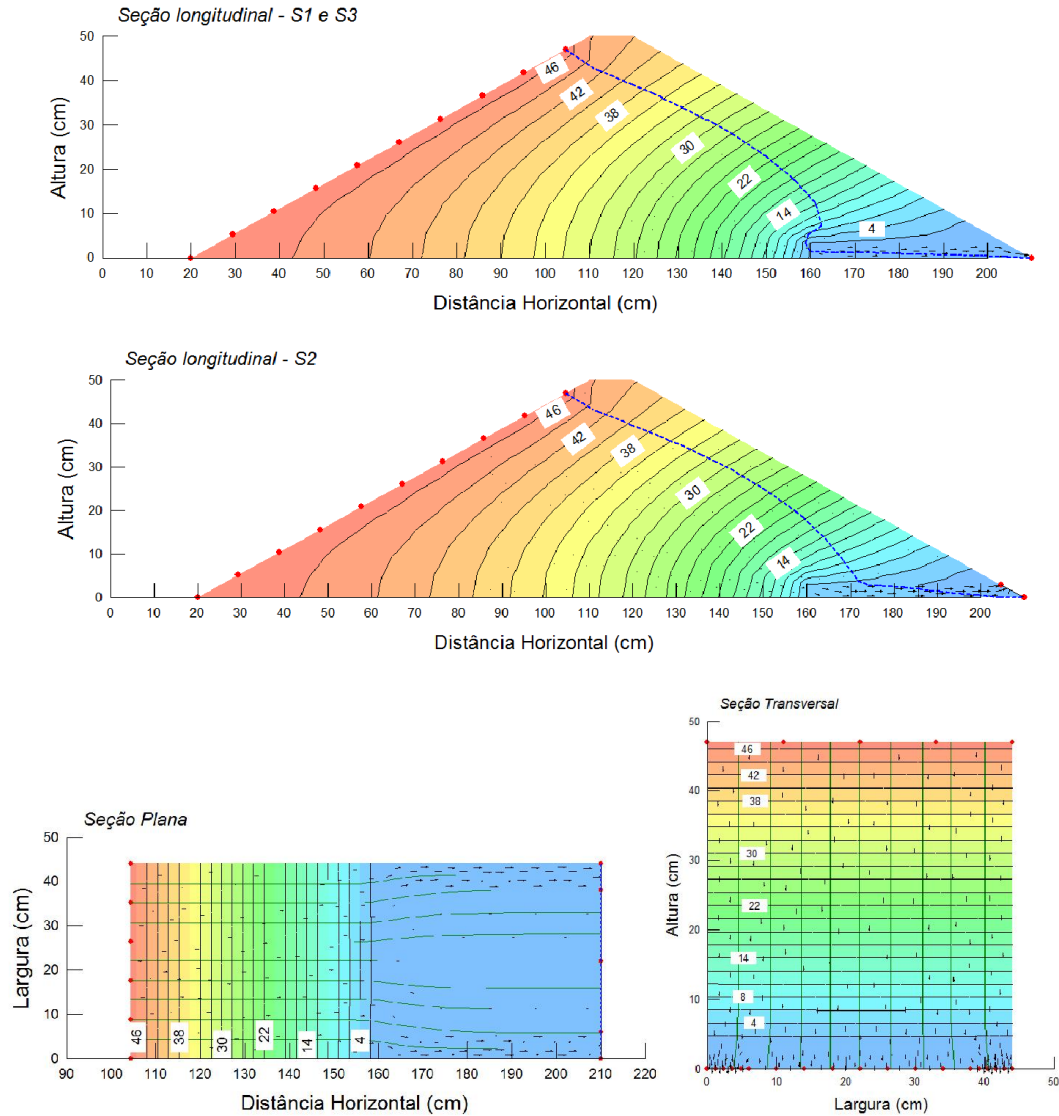 Seção longitudinal - S1 e S3
50
40
30
20
10
0
Altura (cm)
46
42
38
30
22
14
4
0 10 20 30 40 50 60 70 80 90 100 110 120 130 140 150 160 170 180 190 200
Distância Horizontal (cm)
Seção longitudinal - S2
50
40
30
20
10
0
Altura (cm)
46
42
38
30
22
14
0 10 20 30 40 50 60 70 80 90 100 110 120 130 140 150 160 170 180 190 200
Distância Horizontal (cm)
Seção Plana
50
40
30
20
10
0
Largura (cm)
46 38 30 22 14 4
90 100 110 120 130 140 150 160 170 180 190 200 210 220
Distância Horizontal (cm)
Seção Transversal
50
40
30
20
10
0
Altura (cm)
46
42
38
30
22
14
8
4
0 10 20 30 40 50
Largura (cm)